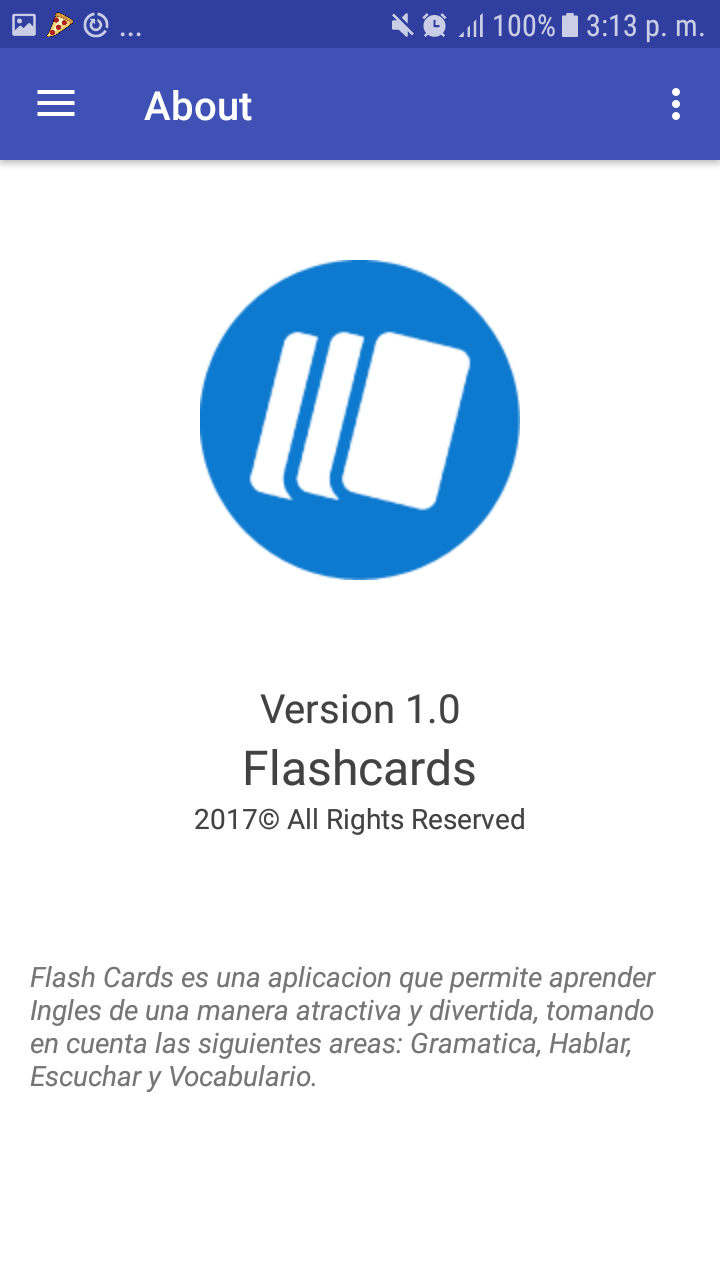 ... 100% 3:13 p. m.
About
Version 1.0
Flashcards
2017© All Rights Reserved
Flash Cards es una aplicacion que permite aprender
Ingles de una manera atractiva y divertida, tomando
en cuenta las siguientes areas: Gramatica, Hablar,
Escuchar y Vocabulario.